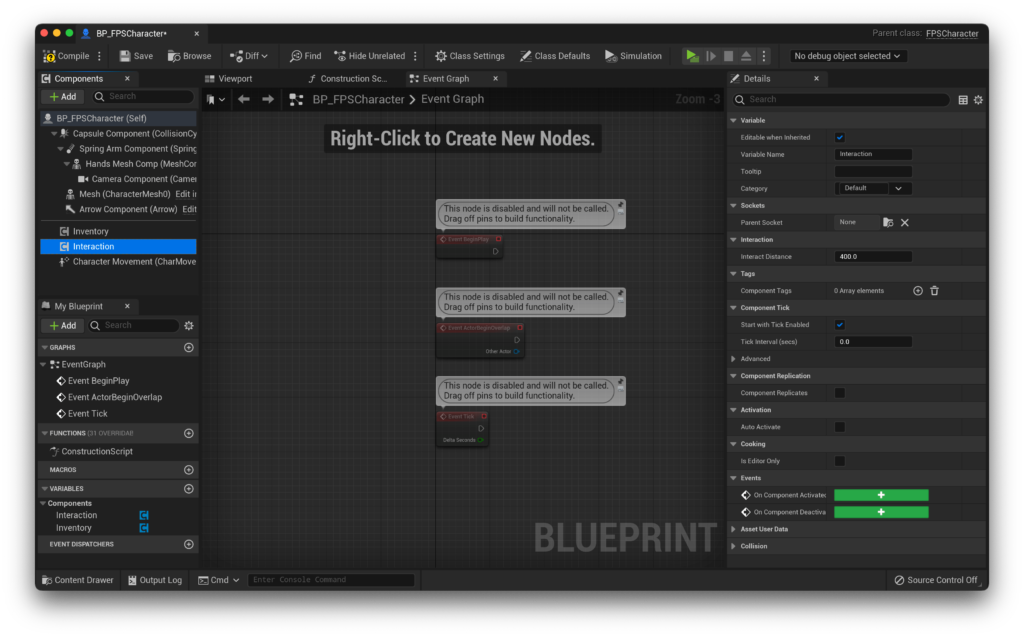 BP_FPSCharacter*
Parent class: FPSCharacter
Compile
Save
Browse
Diff
Find
Hide Unrelated
Class Settings
Class Defaults
Simulation
No debug object selected
Components
Add
Search
BP_FPSCharacter (Self)
Capsule Component (CollisionCy
Spring Arm Component (Spring
Hands Mesh Comp (MeshCor
Camera Component (Camer
Mesh (CharacterMesh0) Edit in
Arrow Component (Arrow) Edit
Inventory
Interaction
Character Movement (CharMove
My Blueprint
Add
Search
GRAPHS
EventGraph
Event BeginPlay
Event ActorBeginOverlap
Event Tick
FUNCTIONS (31 OVERRIDAB
ConstructionScript
MACROS
VARIABLES
Components
Interaction
Inventory
EVENT DISPATCHERS
Viewport
Construction Sc...
Event Graph
BP_FPSCharacter
Event Graph
Zoom -3
Right-Click to Create New Nodes.
This node is disabled and will not be called.
Drag off pins to build functionality.
Event BeginPlay
This node is disabled and will not be called.
Drag off pins to build functionality.
Event ActorBeginOverlap
Other Actor
This node is disabled and will not be called.
Drag off pins to build functionality.
Event Tick
Delta Seconds
BLUEPRINT
Details
Search
Variable
Editable when Inherited
Variable Name Interaction
Tooltip
Category Default
Sockets
Parent Socket None
Interaction
Interact Distance 400.0
Tags
Component Tags 0 Array elements
Component Tick
Start with Tick Enabled
Tick Interval (secs) 0.0
Advanced
Component Replication
Component Replicates
Activation
Auto Activate
Cooking
Is Editor Only
Events
On Component Activated
On Component Deactiva
Asset User Data
Collision
Content Drawer
Output Log
Cmd
Enter Console Command
Source Control Off